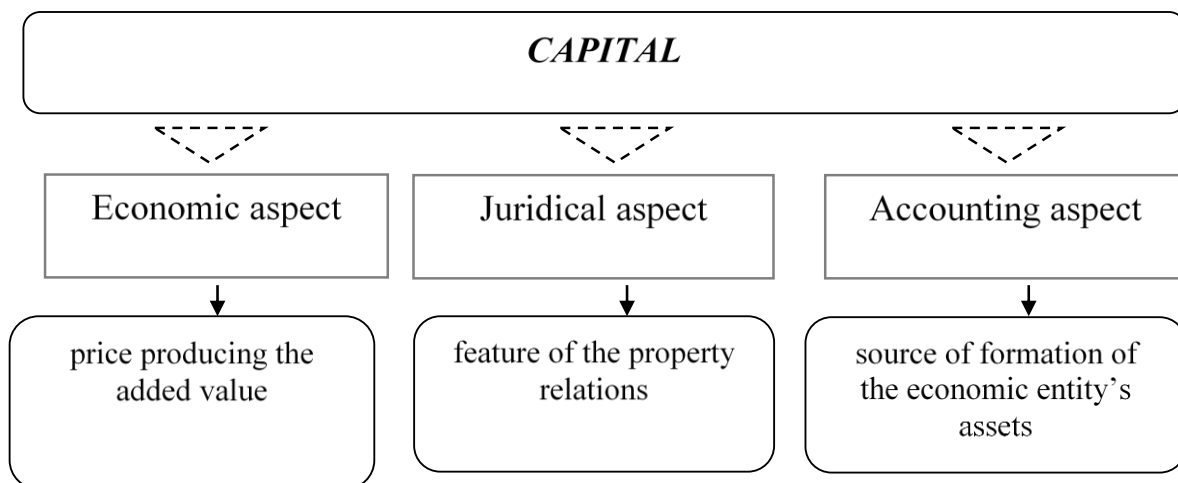 CAPITAL
Economic aspect
Juridical aspect
Accounting aspect
price producing the
added value
feature of the property
relations
source of formation of
the economic entity’s
assets